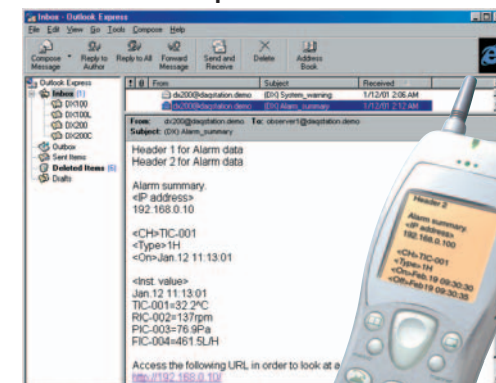 Inbox - Outlook Express
File Edit View Go Tools Compose Help
Compose Message
Reply to Author
Reply to All
Forward Message
Send and Receive
Delete
Address Book
Outlook Express
Inbox (1)
DX100
DX100L
DX200
DX200C
Outbox
Sent Items
Deleted Items (6)
Drafts
! From Subject Received
dx200@daqstation.demo (DX) System_warning 1/12/01 2:06 AM
dx200@daqstation.demo (DX) Alarm_summary 1/12/01 2:12 AM
From: dx200@daqstation.demo To: observer1@daqstation.demo
Subject: (DX) Alarm_summary
Header 1 for Alarm data
Header 2 for Alarm data
Alarm summary.
<IP address>
192.168.0.10
<CH>TIC-001
<Type>1H
<On>Jan.12 11:13:01
<Inst. value>
Jan.12 11:13:01
TIC-001=32.2°C
RIC-002=137rpm
PIC-003=76.9Pa
FIC-004=461.5L/H
Access the following URL in order to look at a
http://192.168.0.10/
Header 2
Alarm summary.
<IP address>
192.168.0.100
<CH>TIC-001
<Type>1H
<On>Feb.19 09:30:30
<Off>Feb.19 09:30:35